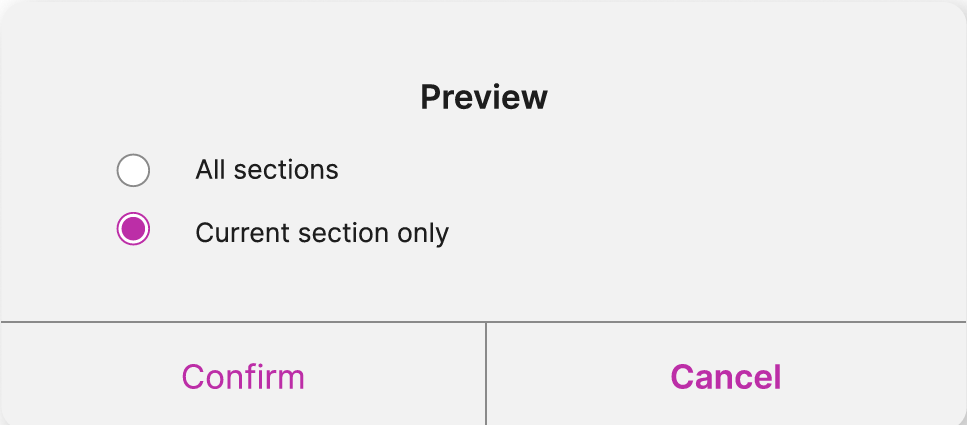 Preview
All sections
Current section only
Confirm
Cancel